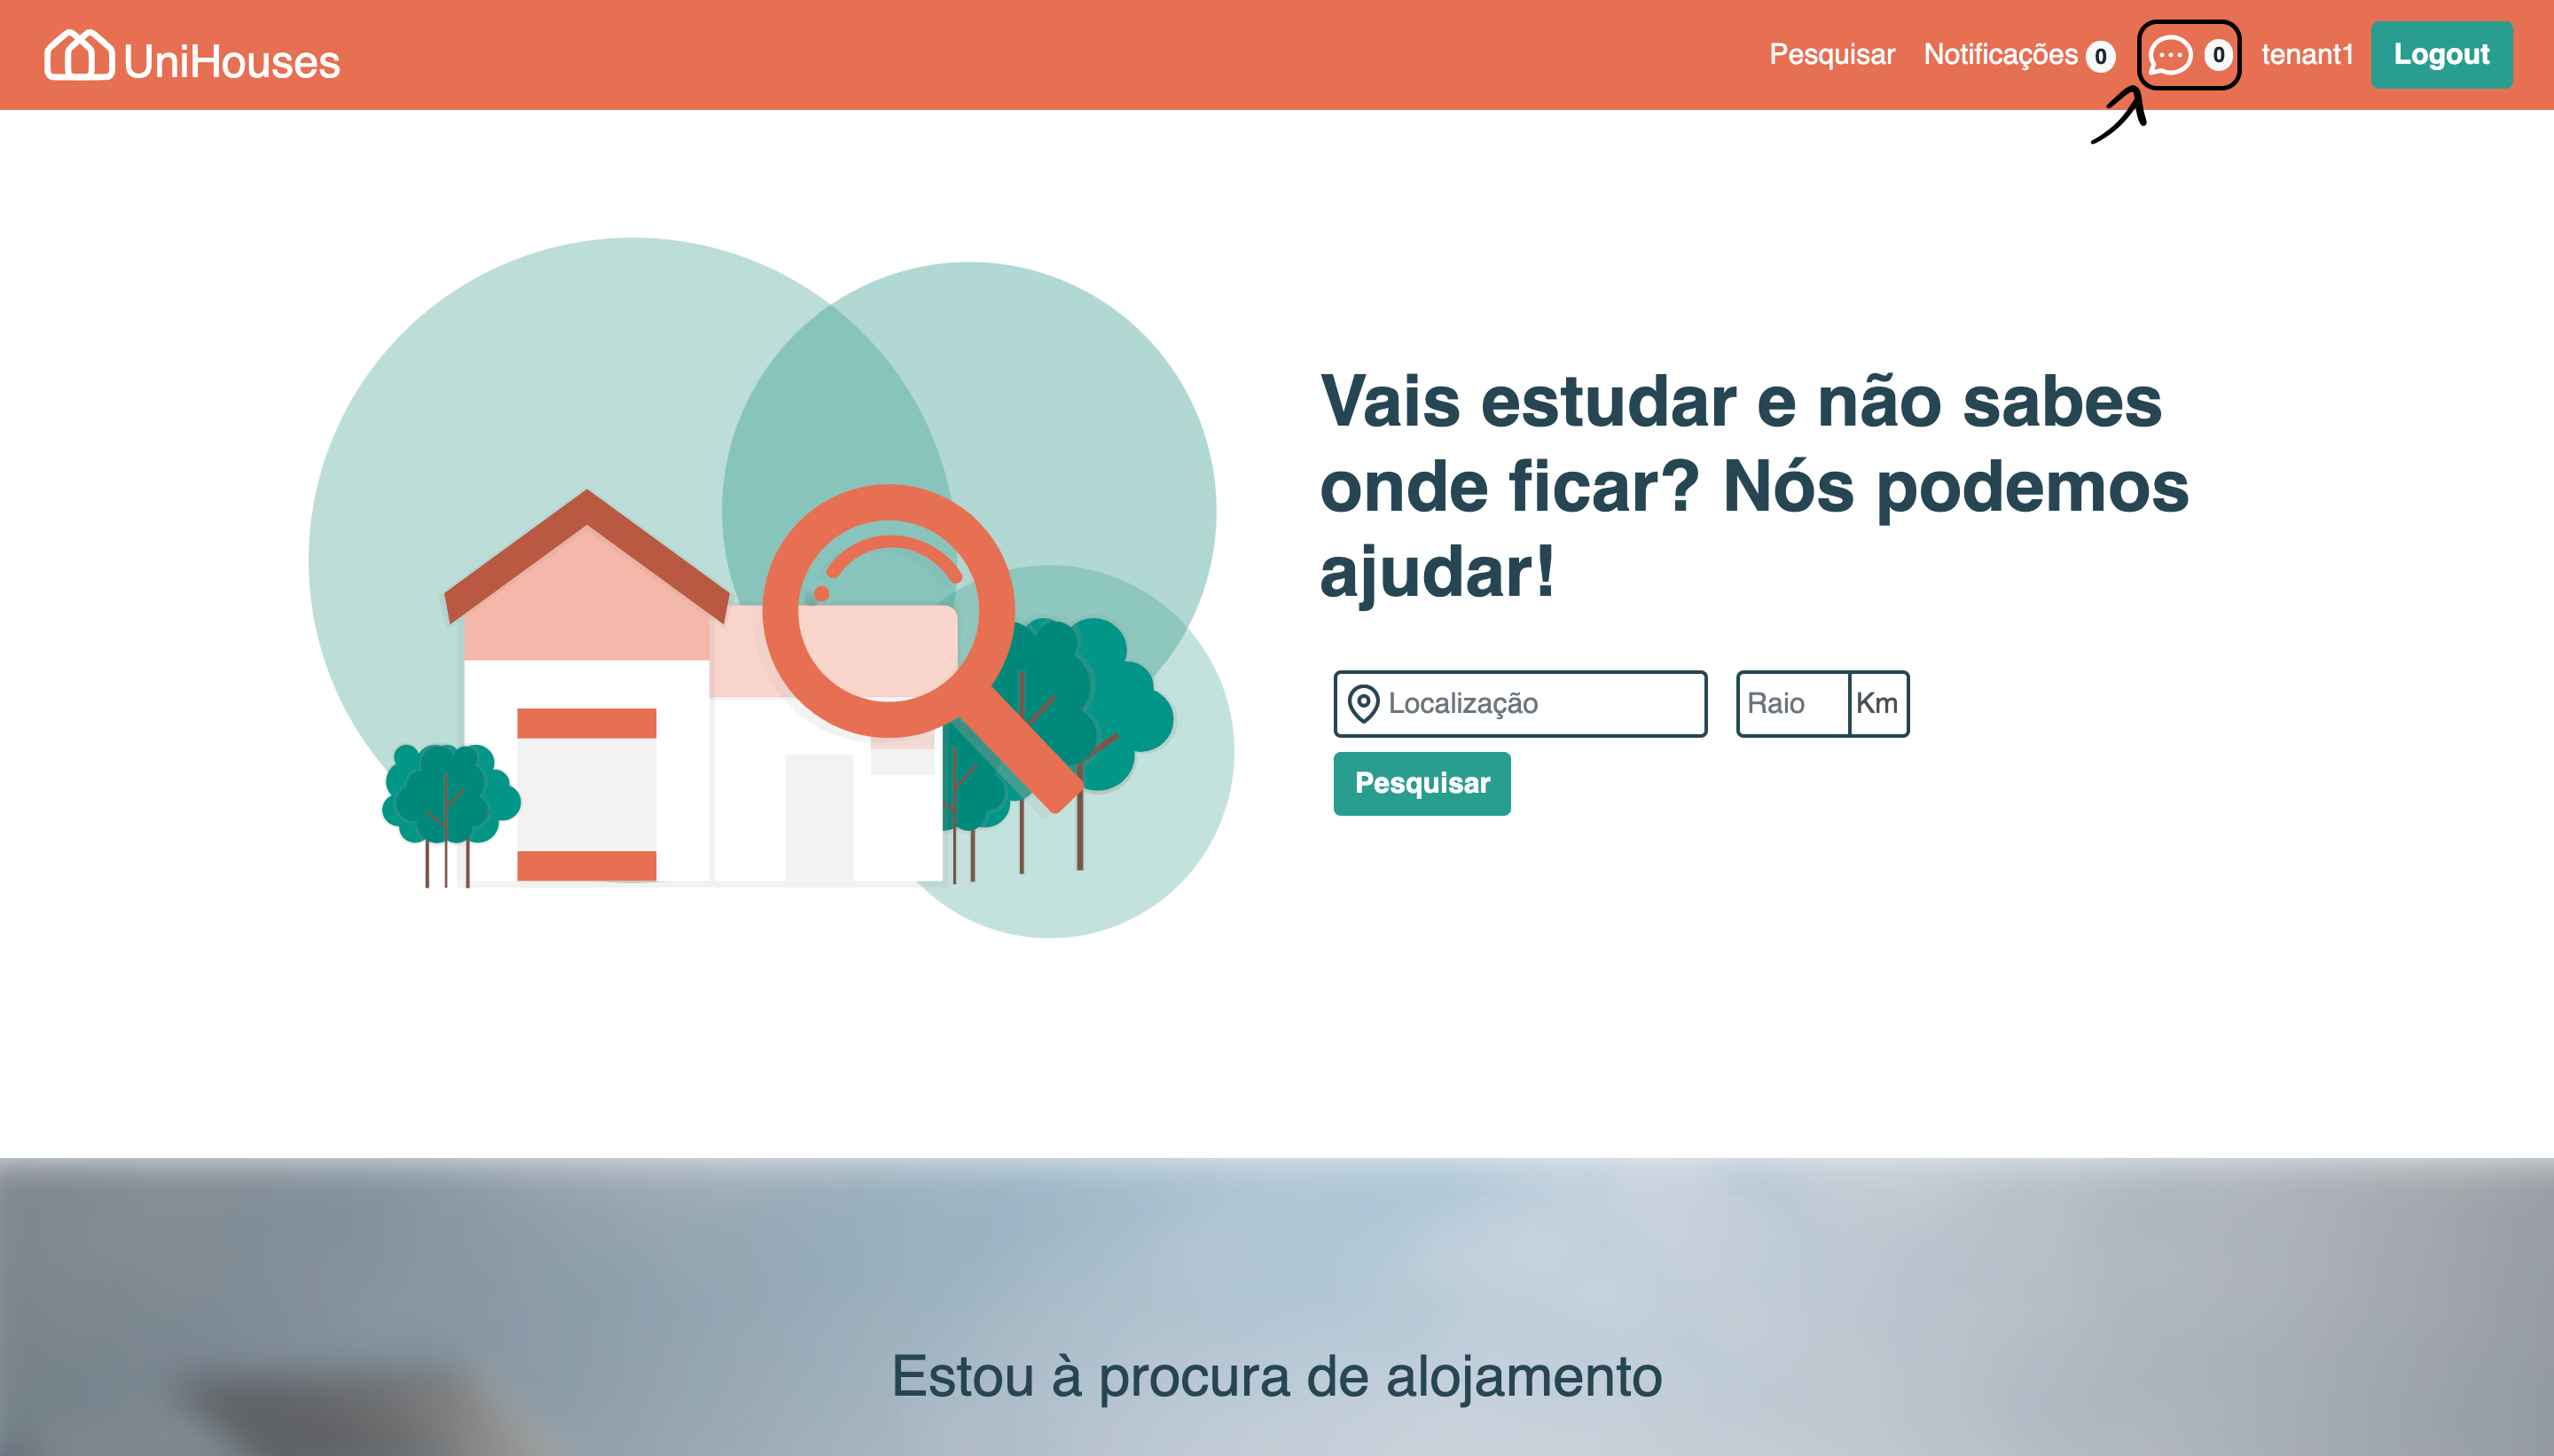 UniHouses
Pesquisar Notificações 0 0 tenant1 Logout
Vais estudar e não sabes
onde ficar? Nós podemos
ajudar!
Localização Raio Km
Pesquisar
Estou à procura de alojamento